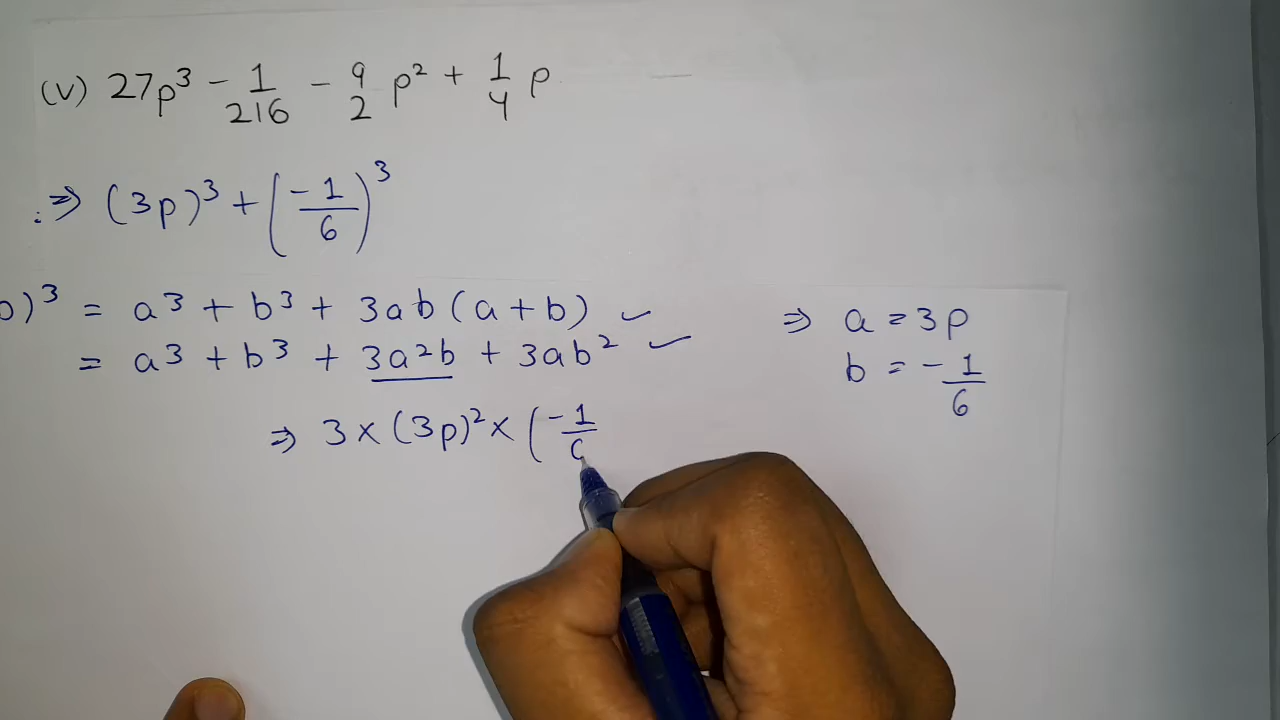 (V) 27p³ - 1/216 - 9/2 p² + 1/4 p
⇒ (3p)³ + (-1/6)³
)³ = a³ + b³ + 3ab(a + b) ✓
= a³ + b³ + 3a²b + 3ab² ✓
⇒ a = 3p
b = -1/6
⇒ 3 × (3p)² × (-1/6